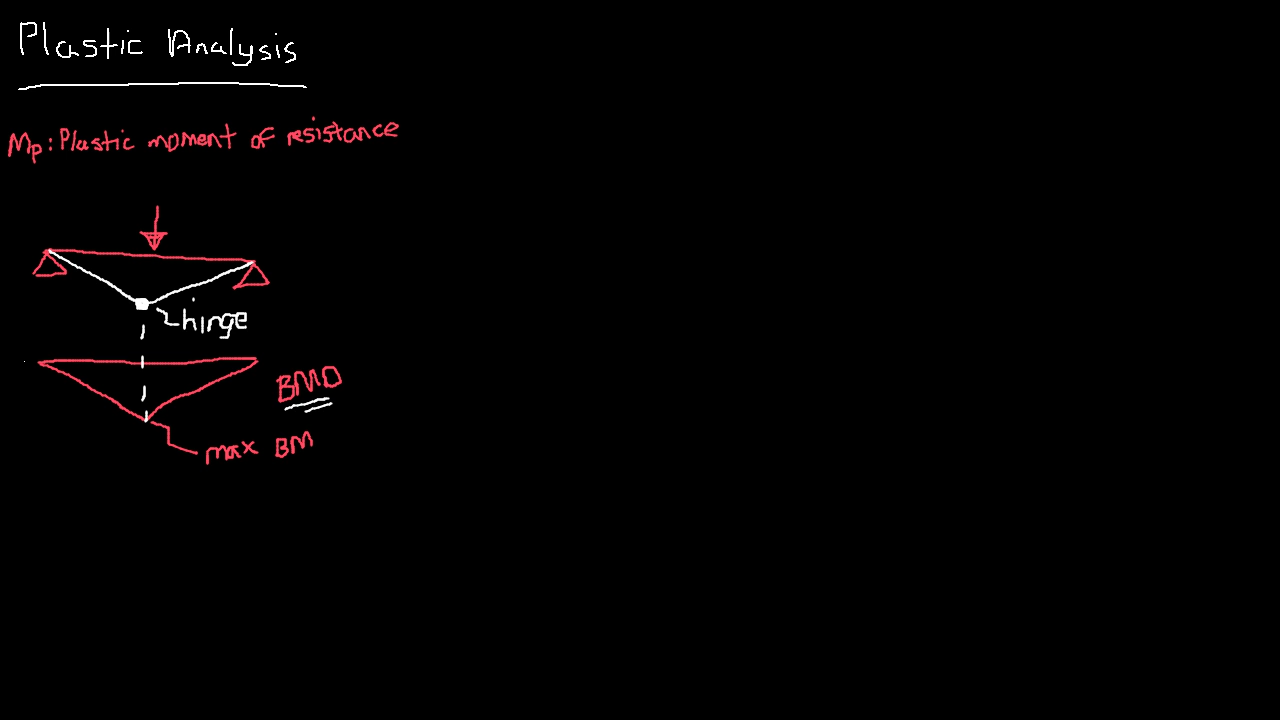 Plastic Analysis
Mp: Plastic moment of resistance
hinge
BMD
max BM